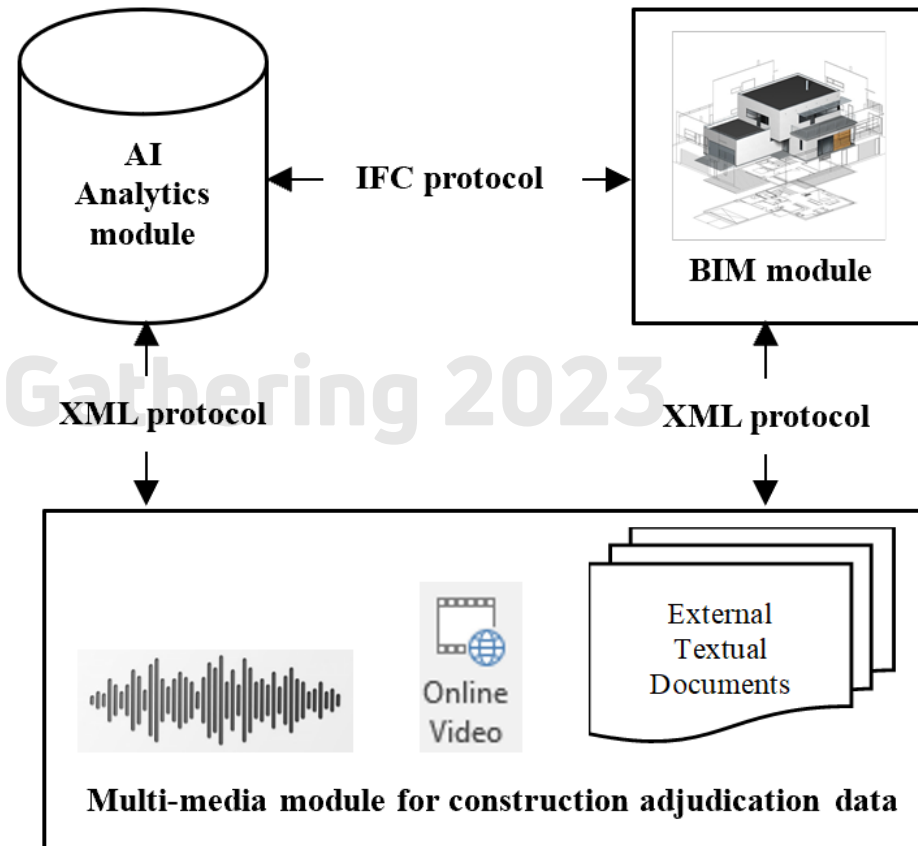 AI
Analytics
module
IFC protocol
BIM module
Gathering 2023
XML protocol
XML protocol
External
Textual
Documents
Online
Video
Multi-media module for construction adjudication data